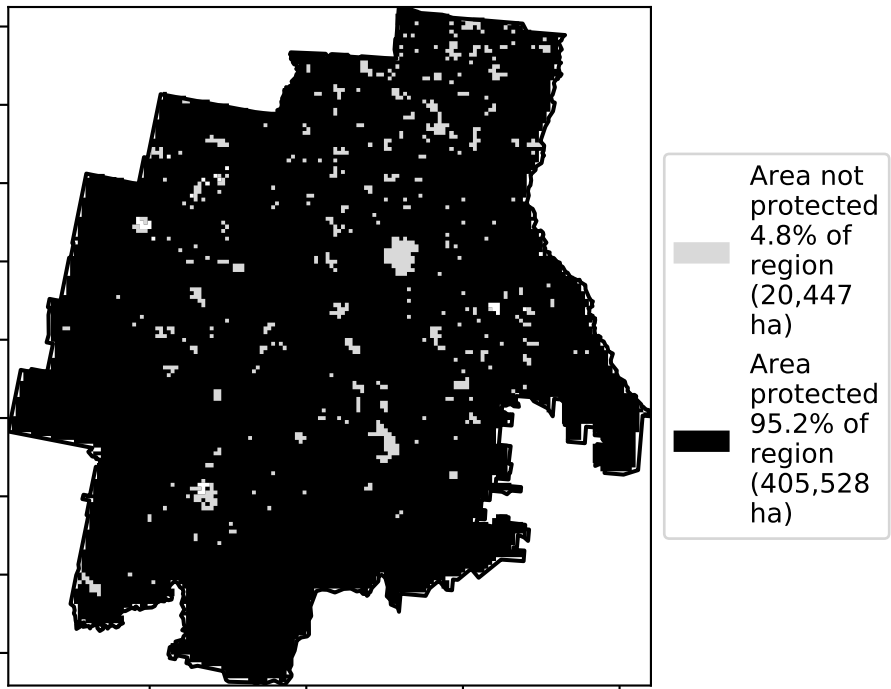 Area not
protected
4.8% of
region
(20,447
ha)
Area
protected
95.2% of
region
(405,528
ha)